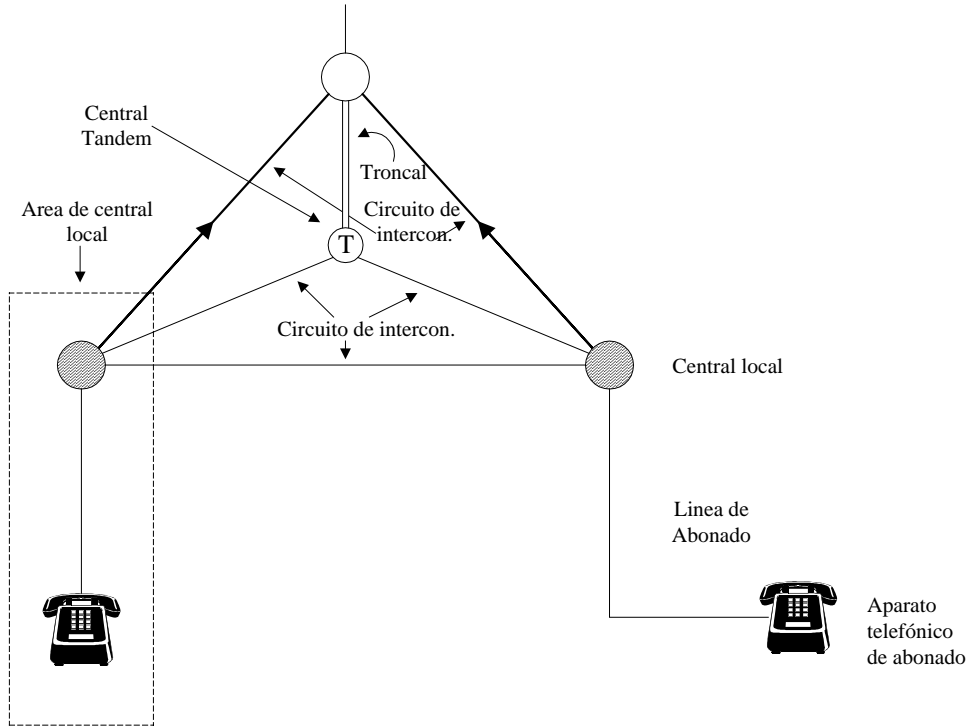 Central
Tandem
Troncal
Area de central
local
Circuito de
intercon.
T
Circuito de intercon.
Central local
Linea de
Abonado
Aparato
telefónico
de abonado